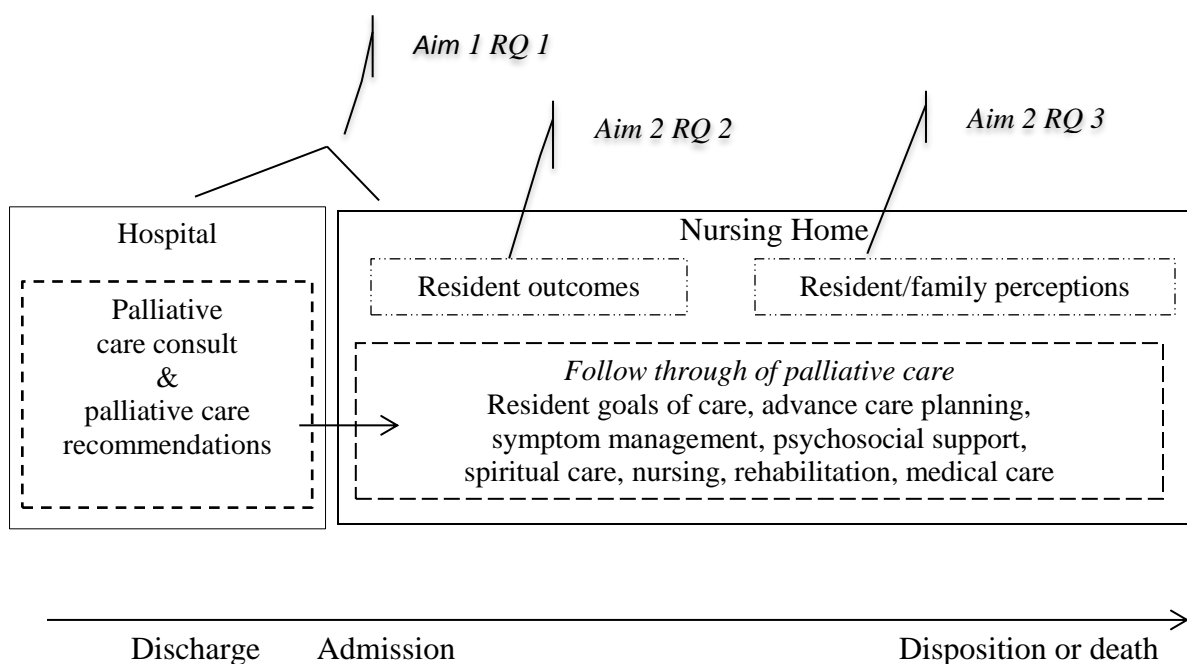 Aim 1 RQ 1
Aim 2 RQ 2
Aim 2 RQ 3
Hospital
Palliative
care consult
&
palliative care
recommendations
Nursing Home
Resident outcomes
Resident/family perceptions
Follow through of palliative care
Resident goals of care, advance care planning,
symptom management, psychosocial support,
spiritual care, nursing, rehabilitation, medical care
Discharge
Admission
Disposition or death